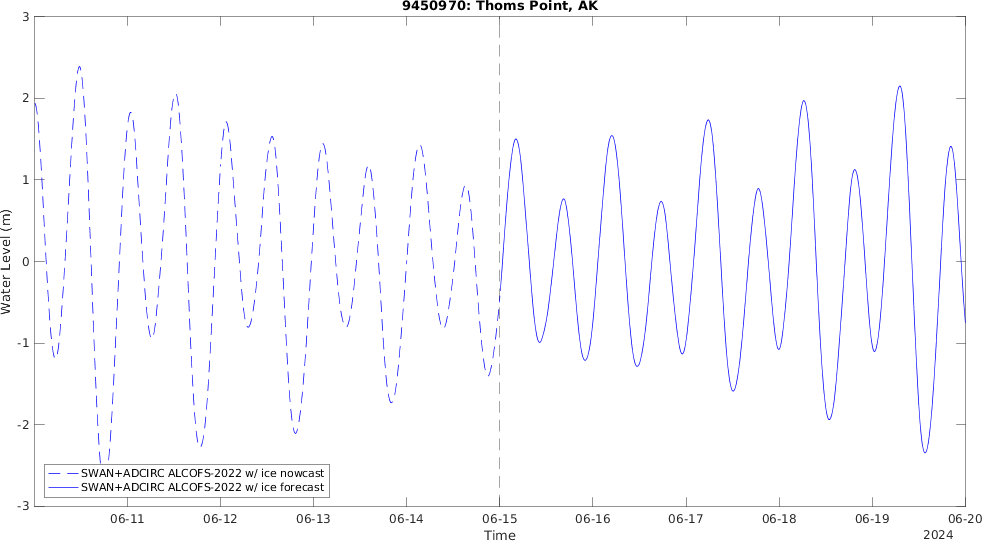 9450970: Thoms Point, AK
3
2
1
0
-1
-2
-3
Water Level (m)
SWAN+ADCIRC ALCOFS-2022 w/ ice nowcast
SWAN+ADCIRC ALCOFS-2022 w/ ice forecast
06-11 06-12 06-13 06-14 06-15 06-16 06-17 06-18 06-19 06-20
Time
2024